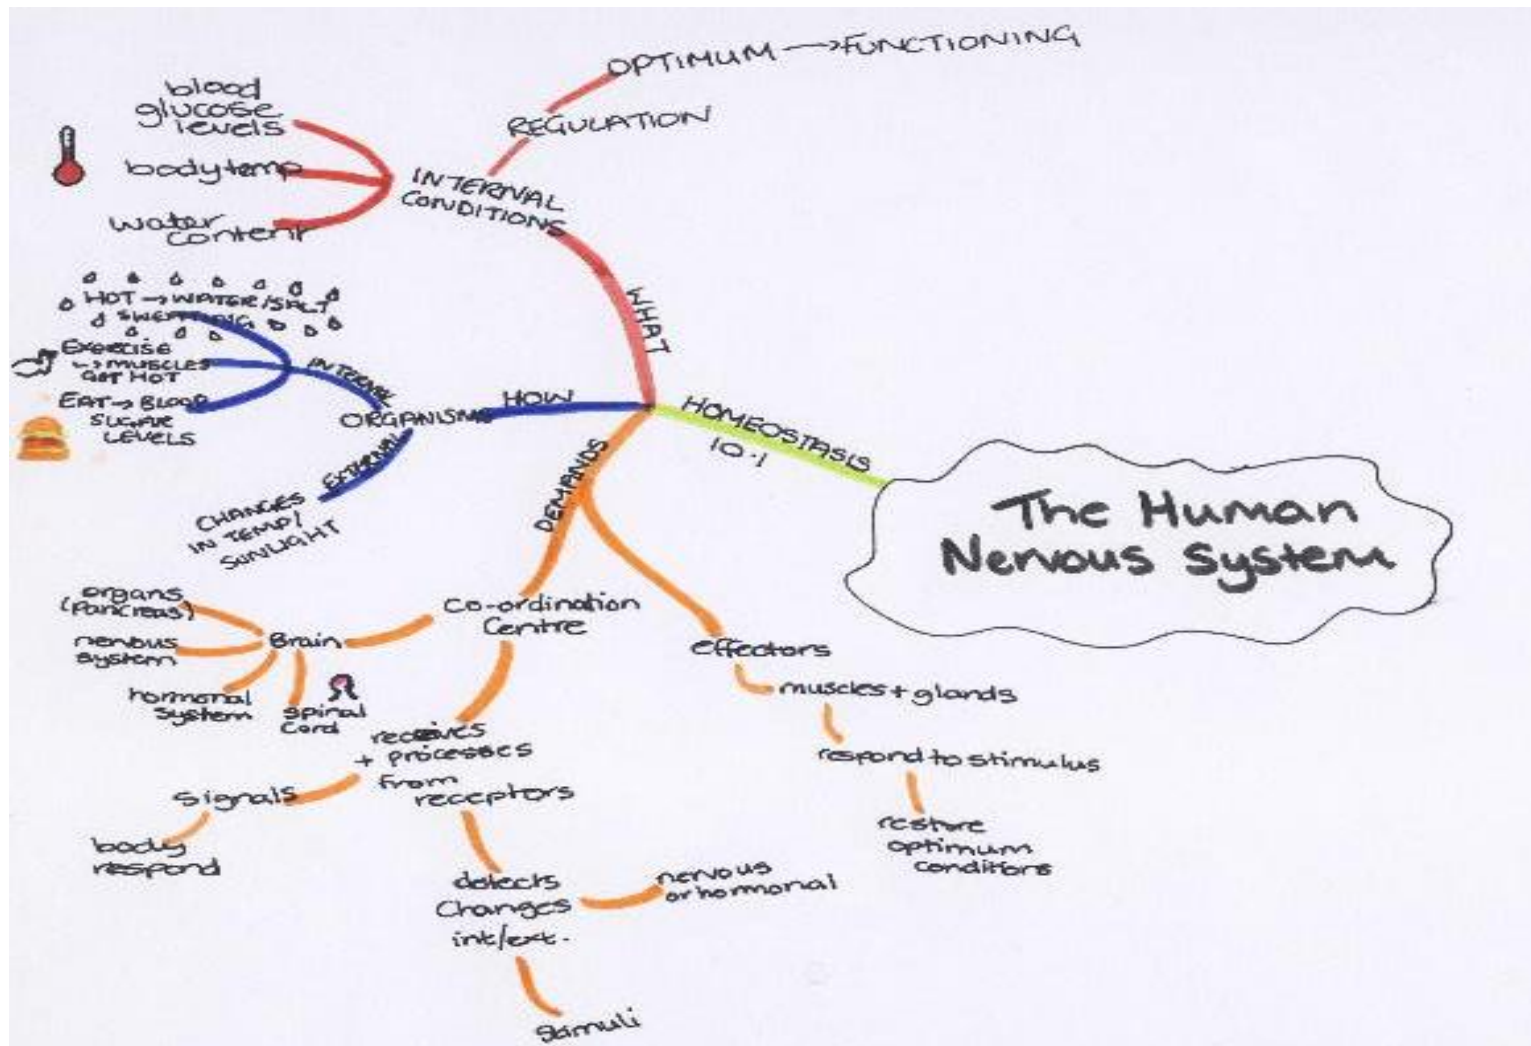 The Human
Nervous System
HOMEOSTASIS
10.1
WHAT
INTERNAL
CONDITIONS
REGULATION
OPTIMUM → FUNCTIONING
blood
glucose
levels
body temp
water
content
HOW
ORGANISMS
INTERNAL
HOT → WATER/SALT
SWEATING
Exercise
↳ MUSCLES
GET HOT
EAT → BLOOD
SUGAR
LEVELS
EXTERNAL
CHANGES
IN TEMP/
SUNLIGHT
DEMANDS
Co-ordination
Centre
Brain
organs
(pancreas)
nervous
system
hormonal
system
spinal
Cord
receives
+ processes
from
receptors
signals
body
respond
detects
Changes
int/ext.
nervous
or hormonal
stimuli
effectors
muscles + glands
respond to stimulus
restore
optimum
conditions